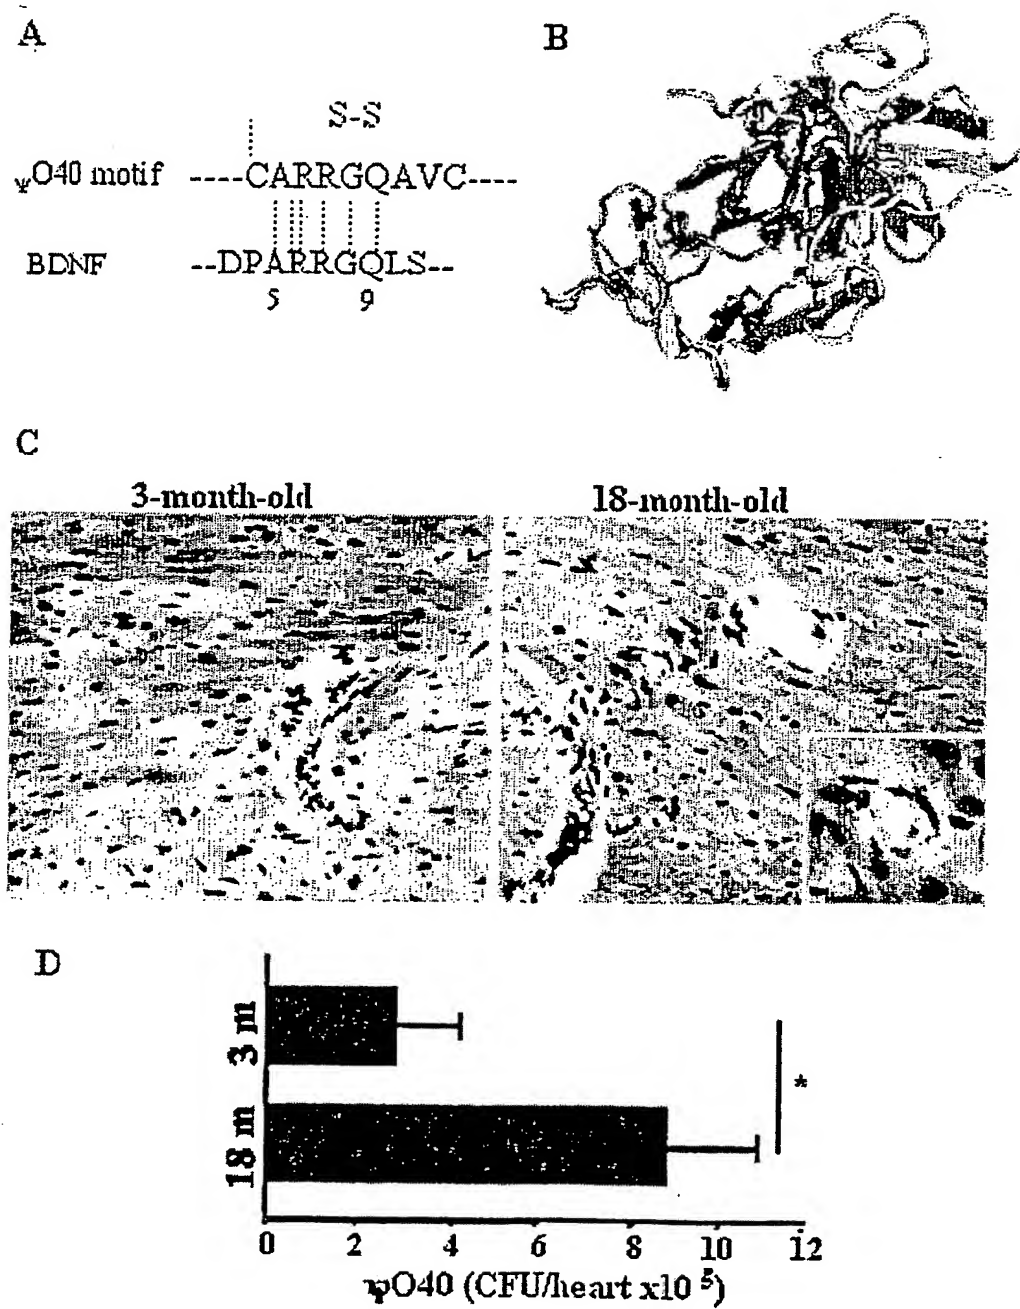 A
B
S-S
ψO40 motif ----CARRGQAVC----
BDNF --DPARRGQLS--
5 9
C
3-month-old 18-month-old
D
3 m
*
18 m
0 2 4 6 8 10 12
ψO40 (CFU/heart x10 5)